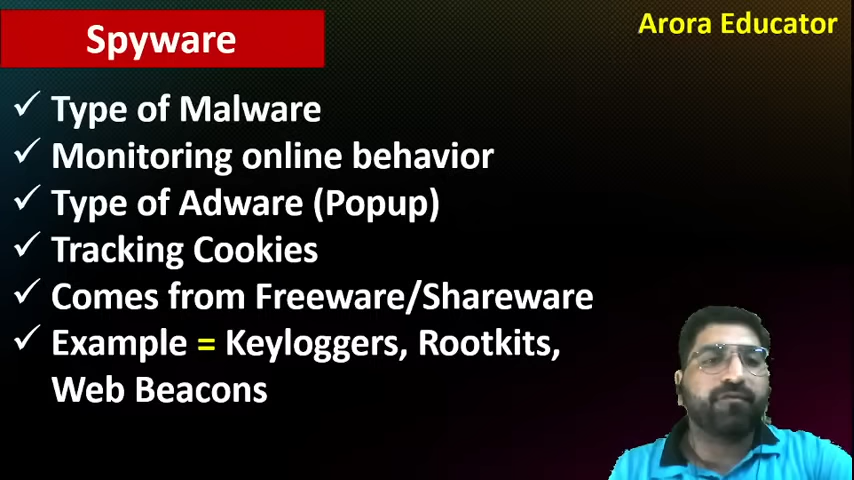 Spyware
Arora Educator
✓ Type of Malware
✓ Monitoring online behavior
✓ Type of Adware (Popup)
✓ Tracking Cookies
✓ Comes from Freeware/Shareware
✓ Example = Keyloggers, Rootkits,
Web Beacons